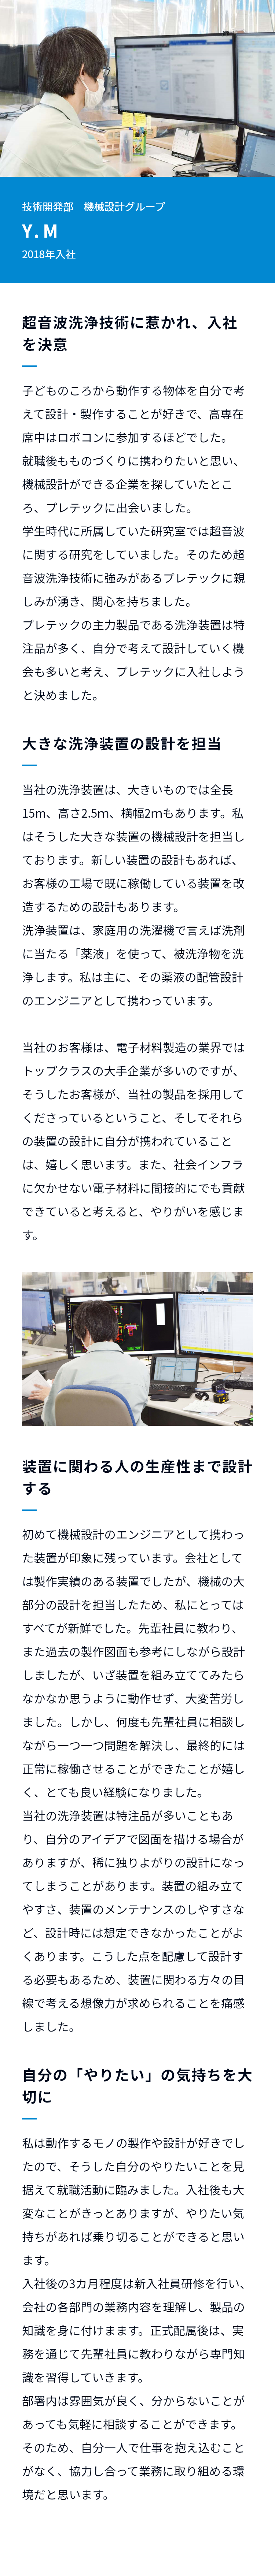 技術開発部　機械設計グループ
Y. M
2018年入社
超音波洗浄技術に惹かれ、入社
を決意
子どものころから動作する物体を自分で考
えて設計・製作することが好きで、高専在
席中はロボコンに参加するほどでした。
就職後もものづくりに携わりたいと思い、
機械設計ができる企業を探していたとこ
ろ、プレテックに出会いました。
学生時代に所属していた研究室では超音波
に関する研究をしていました。そのため超
音波洗浄技術に強みがあるプレテックに親
しみが湧き、関心を持ちました。
プレテックの主力製品である洗浄装置は特
注品が多く、自分で考えて設計していく機
会も多いと考え、プレテックに入社しよう
と決めました。
大きな洗浄装置の設計を担当
当社の洗浄装置は、大きいものでは全長
15m、高さ2.5m、横幅2mもあります。私
はそうした大きな装置の機械設計を担当し
ております。新しい装置の設計もあれば、
お客様の工場で既に稼働している装置を改
造するための設計もあります。
洗浄装置は、家庭用の洗濯機で言えば洗剤
に当たる「薬液」を使って、被洗浄物を洗
浄します。私は主に、その薬液の配管設計
のエンジニアとして携わっています。
当社のお客様は、電子材料製造の業界では
トップクラスの大手企業が多いのですが、
そうしたお客様が、当社の製品を採用して
くださっているということ、そしてそれら
の装置の設計に自分が携われていること
は、嬉しく思います。また、社会インフラ
に欠かせない電子材料に間接的にでも貢献
できていると考えると、やりがいを感じま
す。
装置に関わる人の生産性まで設計
する
初めて機械設計のエンジニアとして携わっ
た装置が印象に残っています。会社として
は製作実績のある装置でしたが、機械の大
部分の設計を担当したため、私にとっては
すべてが新鮮でした。先輩社員に教わり、
また過去の製作図面も参考にしながら設計
しましたが、いざ装置を組み立ててみたら
なかなか思うように動作せず、大変苦労し
ました。しかし、何度も先輩社員に相談し
ながら一つ一つ問題を解決し、最終的には
正常に稼働させることができたことが嬉し
く、とても良い経験になりました。
当社の洗浄装置は特注品が多いこともあ
り、自分のアイデアで図面を描ける場合が
ありますが、稀に独りよがりの設計になっ
てしまうことがあります。装置の組み立て
やすさ、装置のメンテナンスのしやすさな
ど、設計時には想定できなかったことがよ
くあります。こうした点を配慮して設計す
る必要もあるため、装置に関わる方々の目
線で考える想像力が求められることを痛感
しました。
自分の「やりたい」の気持ちを大
切に
私は動作するモノの製作や設計が好きでし
たので、そうした自分のやりたいことを見
据えて就職活動に臨みました。入社後も大
変なことがきっとありますが、やりたい気
持ちがあれば乗り切ることができると思い
ます。
入社後の3カ月程度は新入社員研修を行い、
会社の各部門の業務内容を理解し、製品の
知識を身に付けます。正式配属後は、実
務を通じて先輩社員に教わりながら専門知
識を習得していきます。
部署内は雰囲気が良く、分からないことが
あっても気軽に相談することができます。
そのため、自分一人で仕事を抱え込むこと
がなく、協力し合って業務に取り組める環
境だと思います。